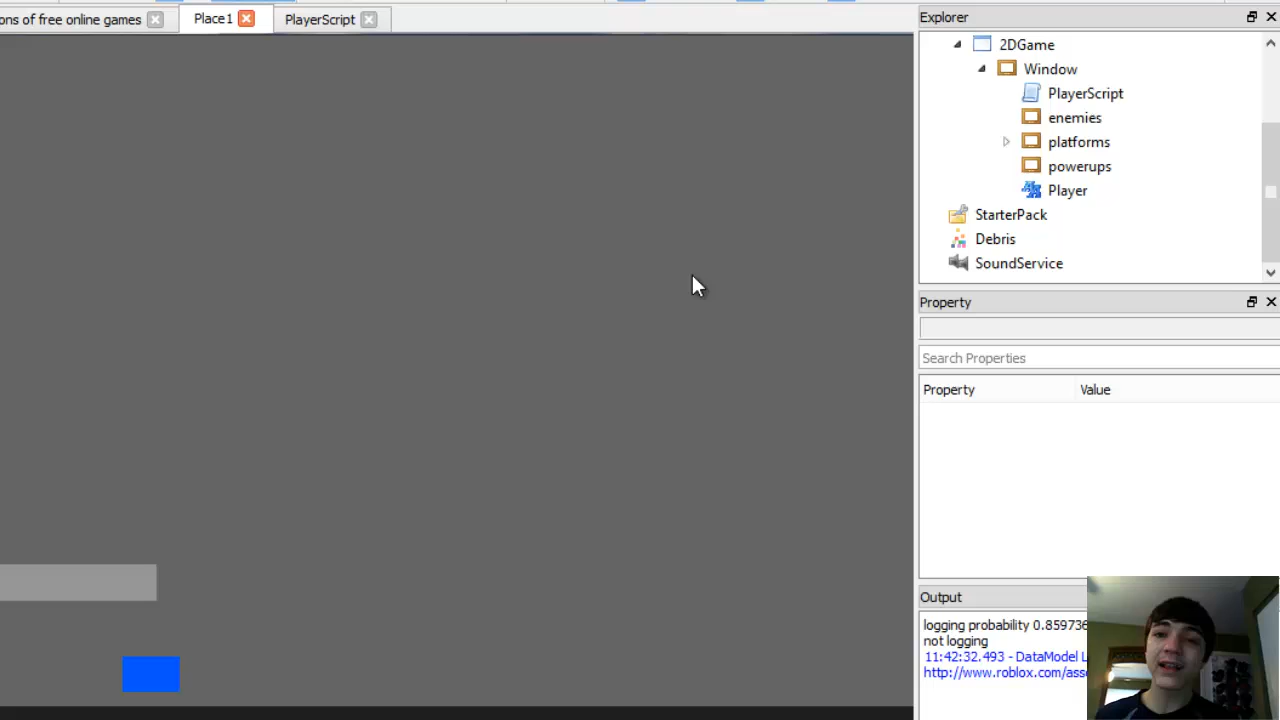 ons of free online games
Place1
PlayerScript
Explorer
2DGame
Window
PlayerScript
enemies
platforms
powerups
Player
StarterPack
Debris
SoundService
Property
Search Properties
Property Value
Output
logging probability 0.859736
not logging
11:42:32.493 - DataModel L
http://www.roblox.com/ass